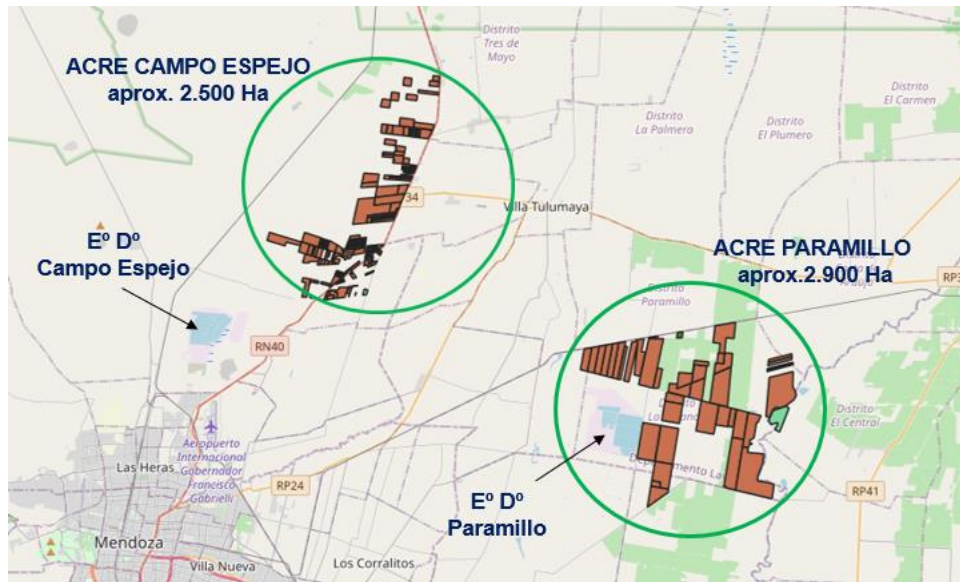 Distrito
Tres de
Mayo
ACRE CAMPO ESPEJO
aprox. 2.500 Ha
Distrito
El Carmen
Distrito
La Palmera
Distrito
El Plumero
34
Villa Tulumaya
Eº Dº
Campo Espejo
ACRE PARAMILLO
aprox.2.900 Ha
Distrito
Paramillo
RP3
RN40
Distrito
El Central
Aeropuerto
Internacional
Gobernador
Francisco
Gabrielli
Las Heras
RP24
Eº Dº
Paramillo
RP41
Mendoza
Villa Nueva
Los Corralitos